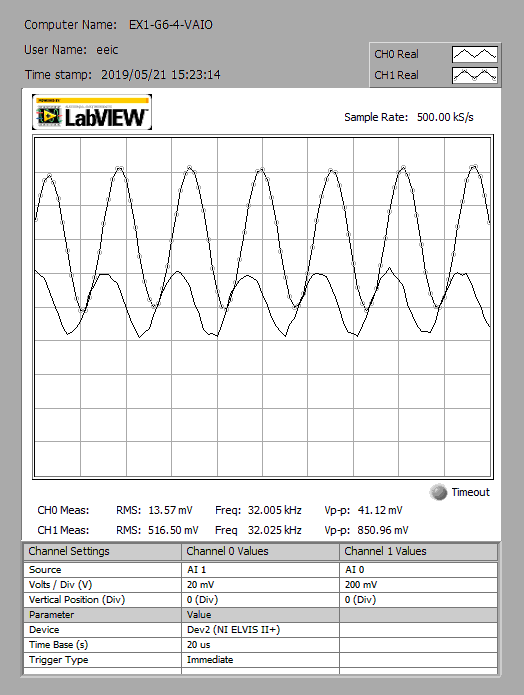 Computer Name: EX1-G6-4-VAIO
User Name: eeic
Time stamp: 2019/05/21 15:23:14
CH0 Real
CH1 Real
LabVIEW
Sample Rate: 500.00 kS/s
Timeout
CH0 Meas: RMS: 13.57 mV Freq: 32.005 kHz Vp-p: 41.12 mV
CH1 Meas: RMS: 516.50 mV Freq 32.025 kHz Vp-p: 850.96 mV
Channel Settings Channel 0 Values Channel 1 Values
Source AI 1 AI 0
Volts / Div (V) 20 mV 200 mV
Vertical Position (Div) 0 (Div) 0 (Div)
Parameter Value
Device Dev2 (NI ELVIS II+)
Time Base (s) 20 us
Trigger Type Immediate